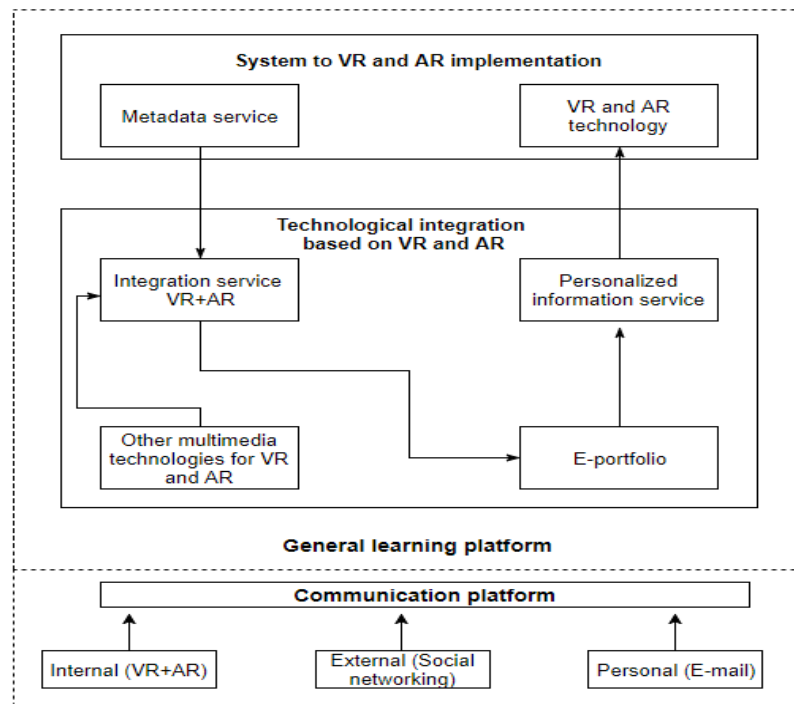 System to VR and AR implementation
Metadata service
VR and AR
technology
Technological integration
based on VR and AR
Integration service
VR+AR
Personalized
information service
Other multimedia
technologies for VR
and AR
E-portfolio
General learning platform
Communication platform
Internal (VR+AR)
External (Social
networking)
Personal (E-mail)